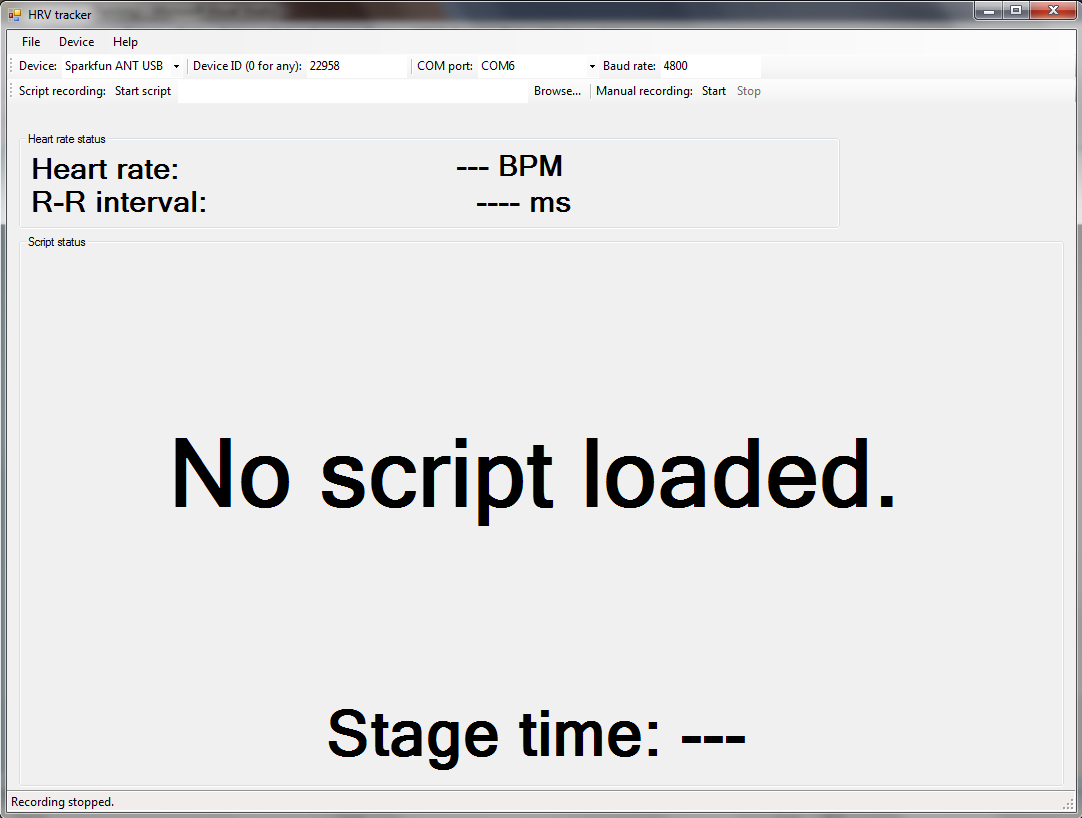 HRV tracker
File Device Help
Device: Sparkfun ANT USB Device ID (0 for any): 22958 COM port: COM6 Baud rate: 4800
Script recording: Start script Browse... Manual recording: Start Stop
Heart rate status
Heart rate: --- BPM
R-R interval: ---- ms
Script status
No script loaded.
Stage time: ---
Recording stopped.